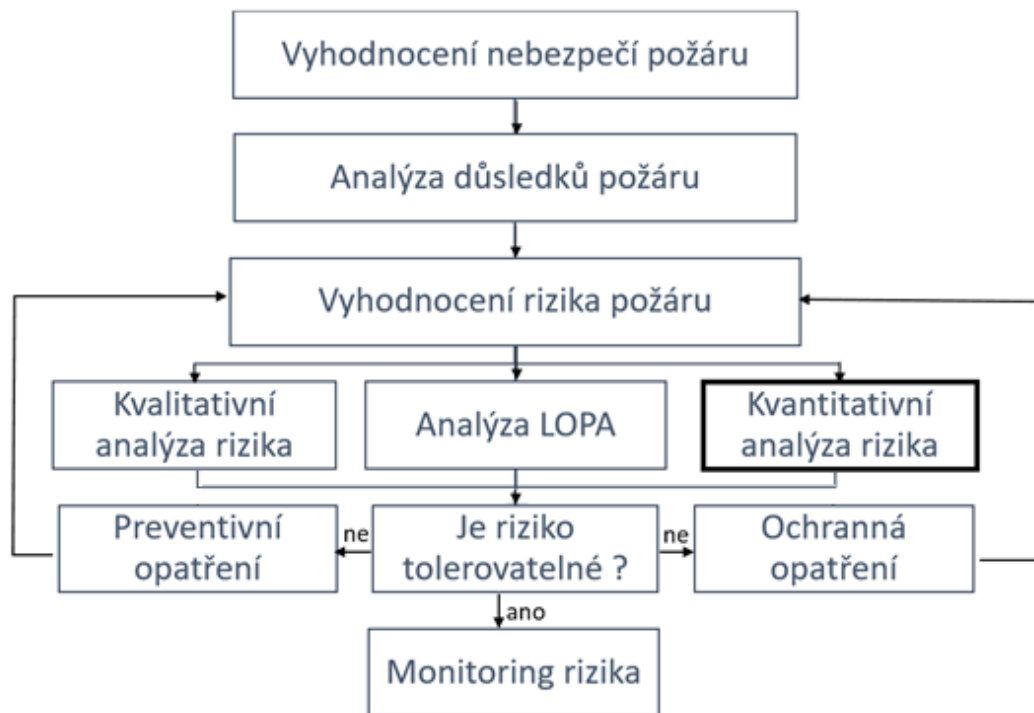 Vyhodnocení nebezpečí požáru
Analýza důsledků požáru
Vyhodnocení rizika požáru
Kvalitativní
analýza rizika
Analýza LOPA
Kvantitativní
analýza rizika
Preventivní
opatření
ne
Je riziko
tolerovatelné ?
ne
Ochranná
opatření
ano
Monitoring rizika